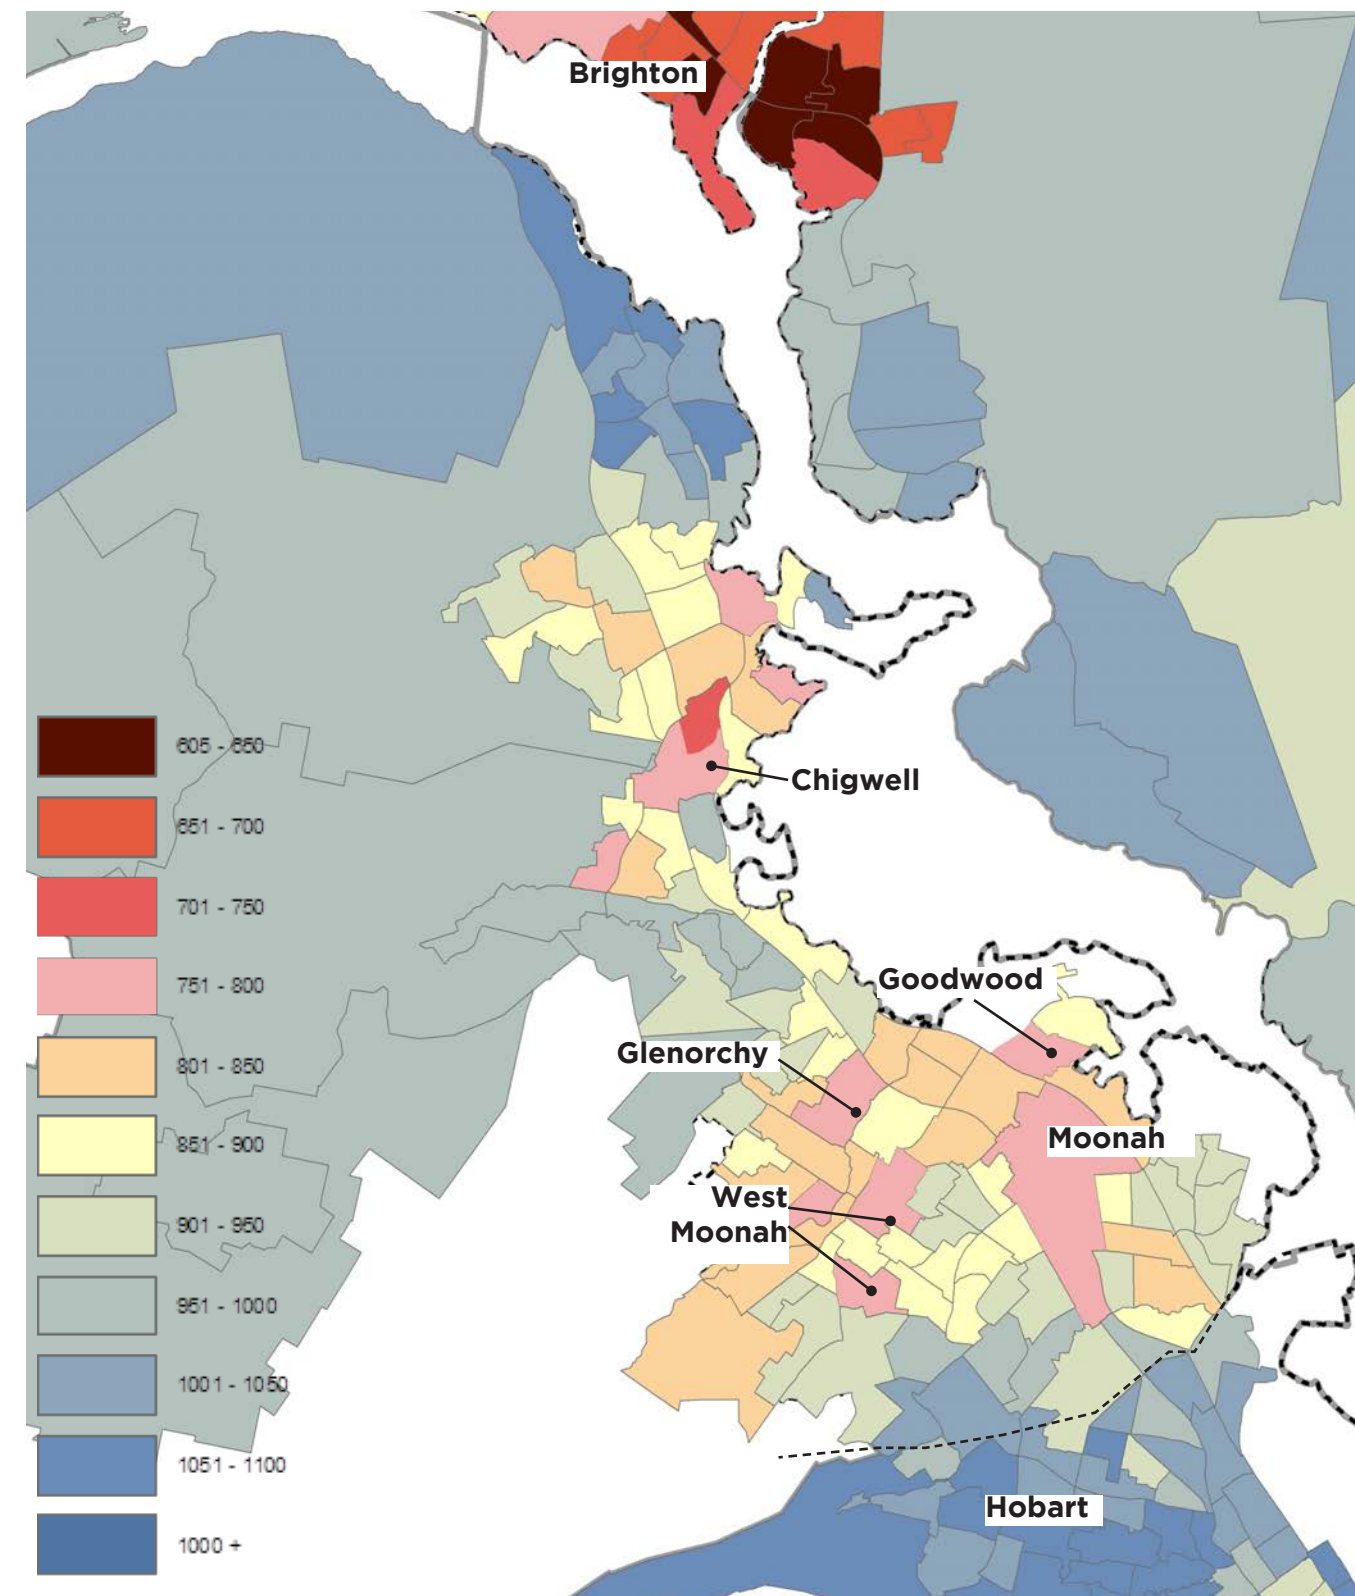 Brighton
605 - 650
Chigwell
651 - 700
701 - 750
Goodwood
751 - 800
Glenorchy
801 - 850
Moonah
851 - 900
West
Moonah
901 - 950
951 - 1000
1001 - 1050
1051 - 1100
Hobart
1000 +